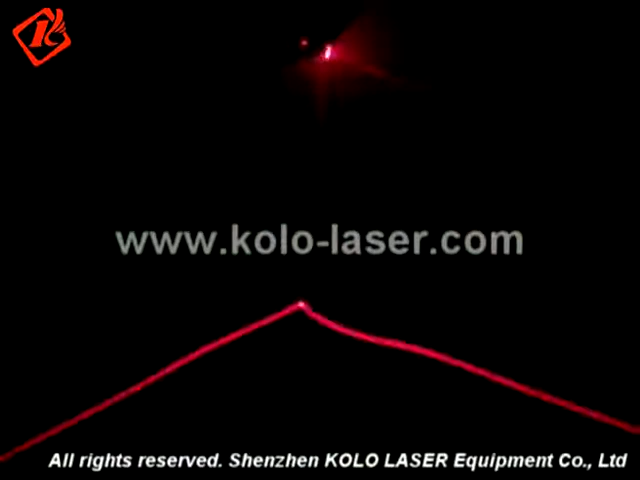 www.kolo-laser.com
All rights reserved. Shenzhen KOLO LASER Equipment Co., Ltd